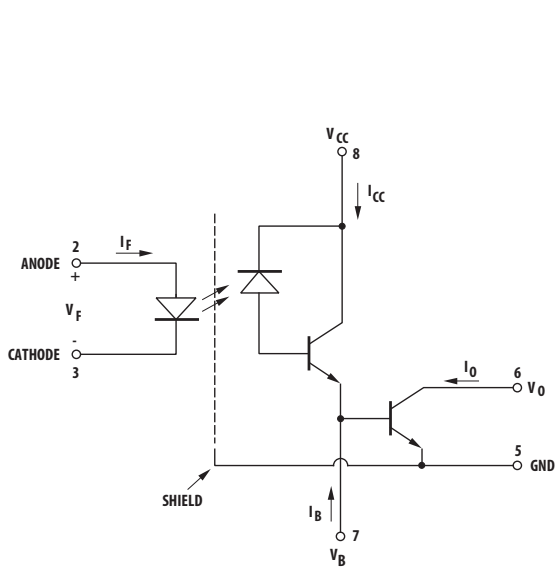 V CC
8
I CC
2
I F
ANODE
+
V F
-
CATHODE
3
I O
6
V O
5
GND
SHIELD
I B
7
V B